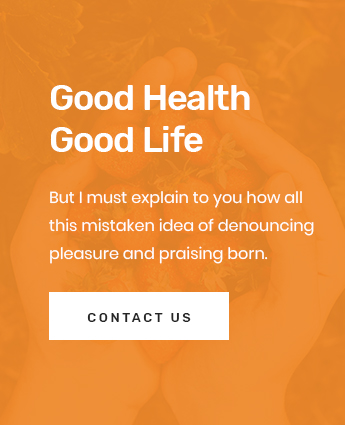 Good Health
Good Life
But I must explain to you how all
this mistaken idea of denouncing
pleasure and praising born.
CONTACT US